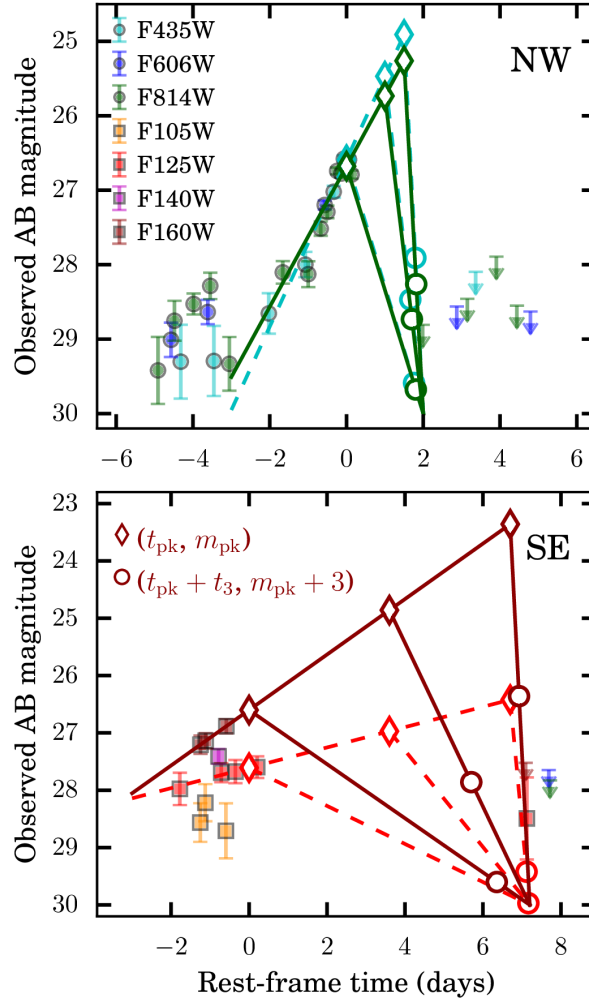 NW
F435W
F606W
F814W
F105W
F125W
F140W
F160W
Observed AB magnitude
25
26
27
28
29
30
−6 −4 −2 0 2 4 6
SE
(t_pk, m_pk)
(t_pk + t_3, m_pk + 3)
Observed AB magnitude
23
24
25
26
27
28
29
30
−2 0 2 4 6 8
Rest-frame time (days)